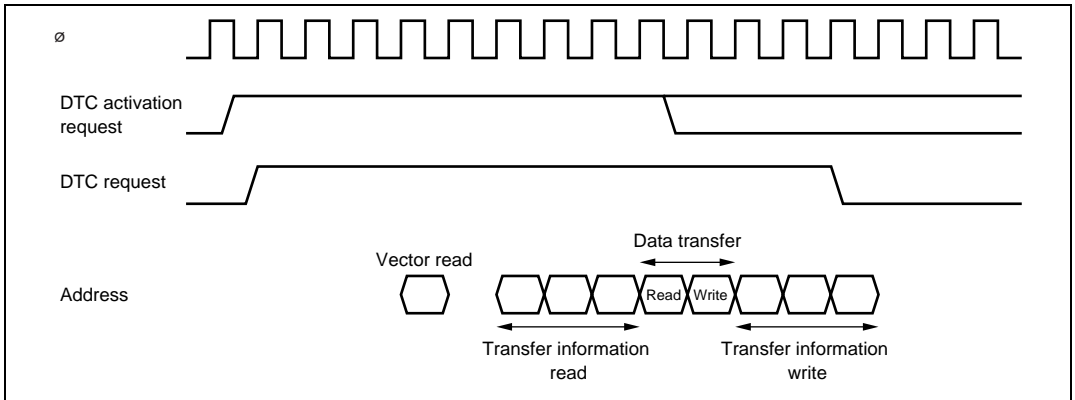 ø
DTC activation
request
DTC request
Data transfer
Vector read
Address
Read Write
Transfer information
read
Transfer information
write